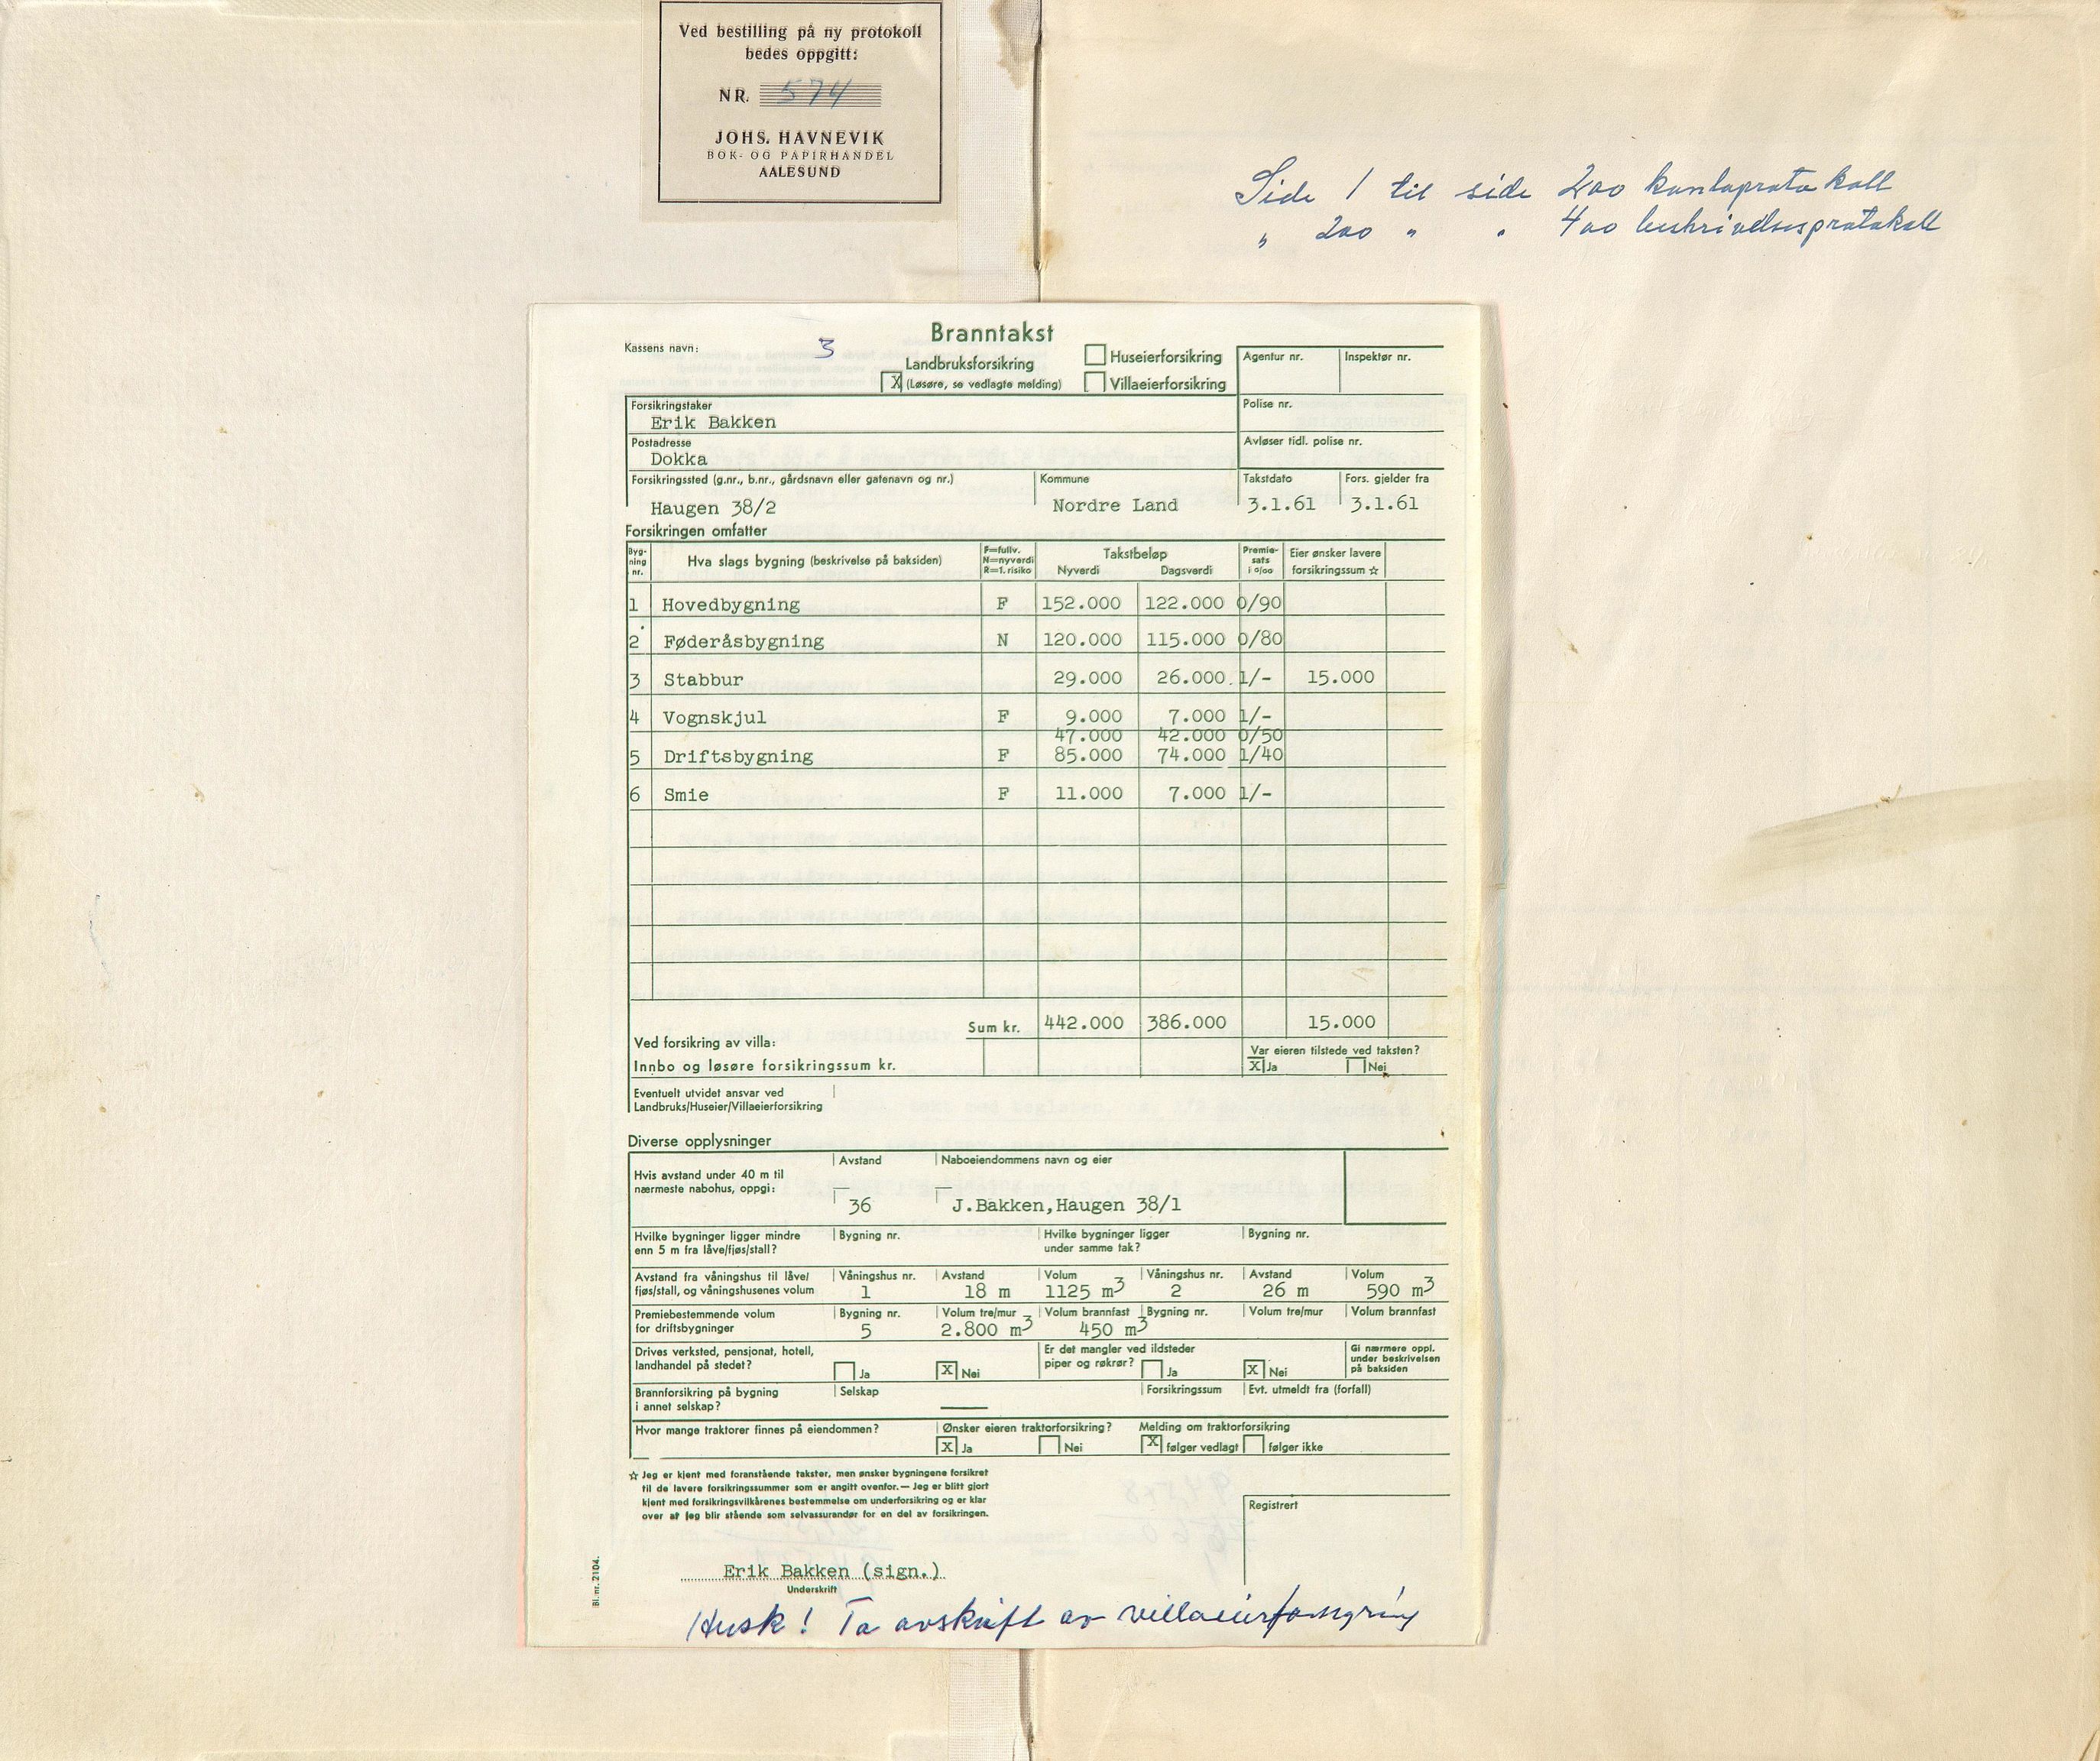 Ved bestilling på ny protokoll
bedes oppgitt:
NR. 574
JOHS. HAVNEVIK
BOK- OG PAPIRHANDEL
AALESUND
Side 1 til side 200 kontoprotokoll
„ 200 „ „ 400 beskrivelsesprotokoll
Branntakst
Kassens navn: 3
Landbruksforsikring
X (Løsøre, se vedlagte melding)
Huseierforsikring
Villaeierforsikring
Agentur nr. Inspektør nr.
Forsikringstaker
Erik Bakken
Polise nr.
Postadresse
Dokka
Avløser tidl. polise nr.
Forsikringssted (g.nr., b.nr., gårdsnavn eller gatenavn og nr.) Kommune Takstdato Fors. gjelder fra
Haugen 38/2 Nordre Land 3.1.61 3.1.61
Forsikringen omfatter
Byg-
ning
nr.
Hva slags bygning (beskrivelse på baksiden)
F=fullv.
N=nyverdi
R=1. risiko
Takstbeløp
Nyverdi Dagsverdi
Premie-
sats
i o/oo
Eier ønsker lavere
forsikringssum ☆
1 Hovedbygning F 152.000 122.000 0/90
2 Føderåsbygning N 120.000 115.000 0/80
3 Stabbur 29.000 26.000. 1/- 15.000
4 Vognskjul F 9.000 7.000 1/-
47.000 42.000 0/50
5 Driftsbygning F 85.000 74.000 1/40
6 Smie F 11.000 7.000 1/-
Sum kr. 442.000 386.000 15.000
Ved forsikring av villa:
Innbo og løsøre forsikringssum kr.
Var eieren tilstede ved taksten?
X Ja Nei
Eventuelt utvidet ansvar ved
Landbruks/Huseier/Villaeierforsikring
Diverse opplysninger
Hvis avstand under 40 m til
nærmeste nabohus, oppgi:
Avstand Naboeiendommens navn og eier
36 J.Bakken,Haugen 38/1
Hvilke bygninger ligger mindre
enn 5 m fra låve/fjøs/stall?
Bygning nr.
Hvilke bygninger ligger
under samme tak?
Bygning nr.
Avstand fra våningshus til låve/
fjøs/stall, og våningshusenes volum
Våningshus nr. Avstand Volum Våningshus nr. Avstand Volum
1 18 m 1125 m3 2 26 m 590 m3
Premiebestemmende volum
for driftsbygninger
Bygning nr. Volum tre/mur Volum brannfast Bygning nr. Volum tre/mur Volum brannfast
5 2.800 m3 450 m3
Drives verksted, pensjonat, hotell,
landhandel på stedet?
Ja X Nei
Er det mangler ved ildsteder
piper og røkrør? Ja X Nei
Gi nærmere oppl.
under beskrivelsen
på baksiden
Brannforsikring på bygning
i annet selskap?
Selskap Forsikringssum Evt. utmeldt fra (forfall)
Hvor mange traktorer finnes på eiendommen? Ønsker eieren traktorforsikring? Melding om traktorforsikring
X Ja Nei X følger vedlagt følger ikke
☆ Jeg er kjent med foranstående takster, men ønsker bygningene forsikret
til de lavere forsikringssummer som er angitt ovenfor. — Jeg er blitt gjort
kjent med forsikringsvilkårenes bestemmelse om underforsikring og er klar
over at jeg blir stående som selvassurandør for en del av forsikringen.
Registrert
Erik Bakken (sign.)
Underskrift
Bl. nr. 2104.
Husk! Ta avskrift av